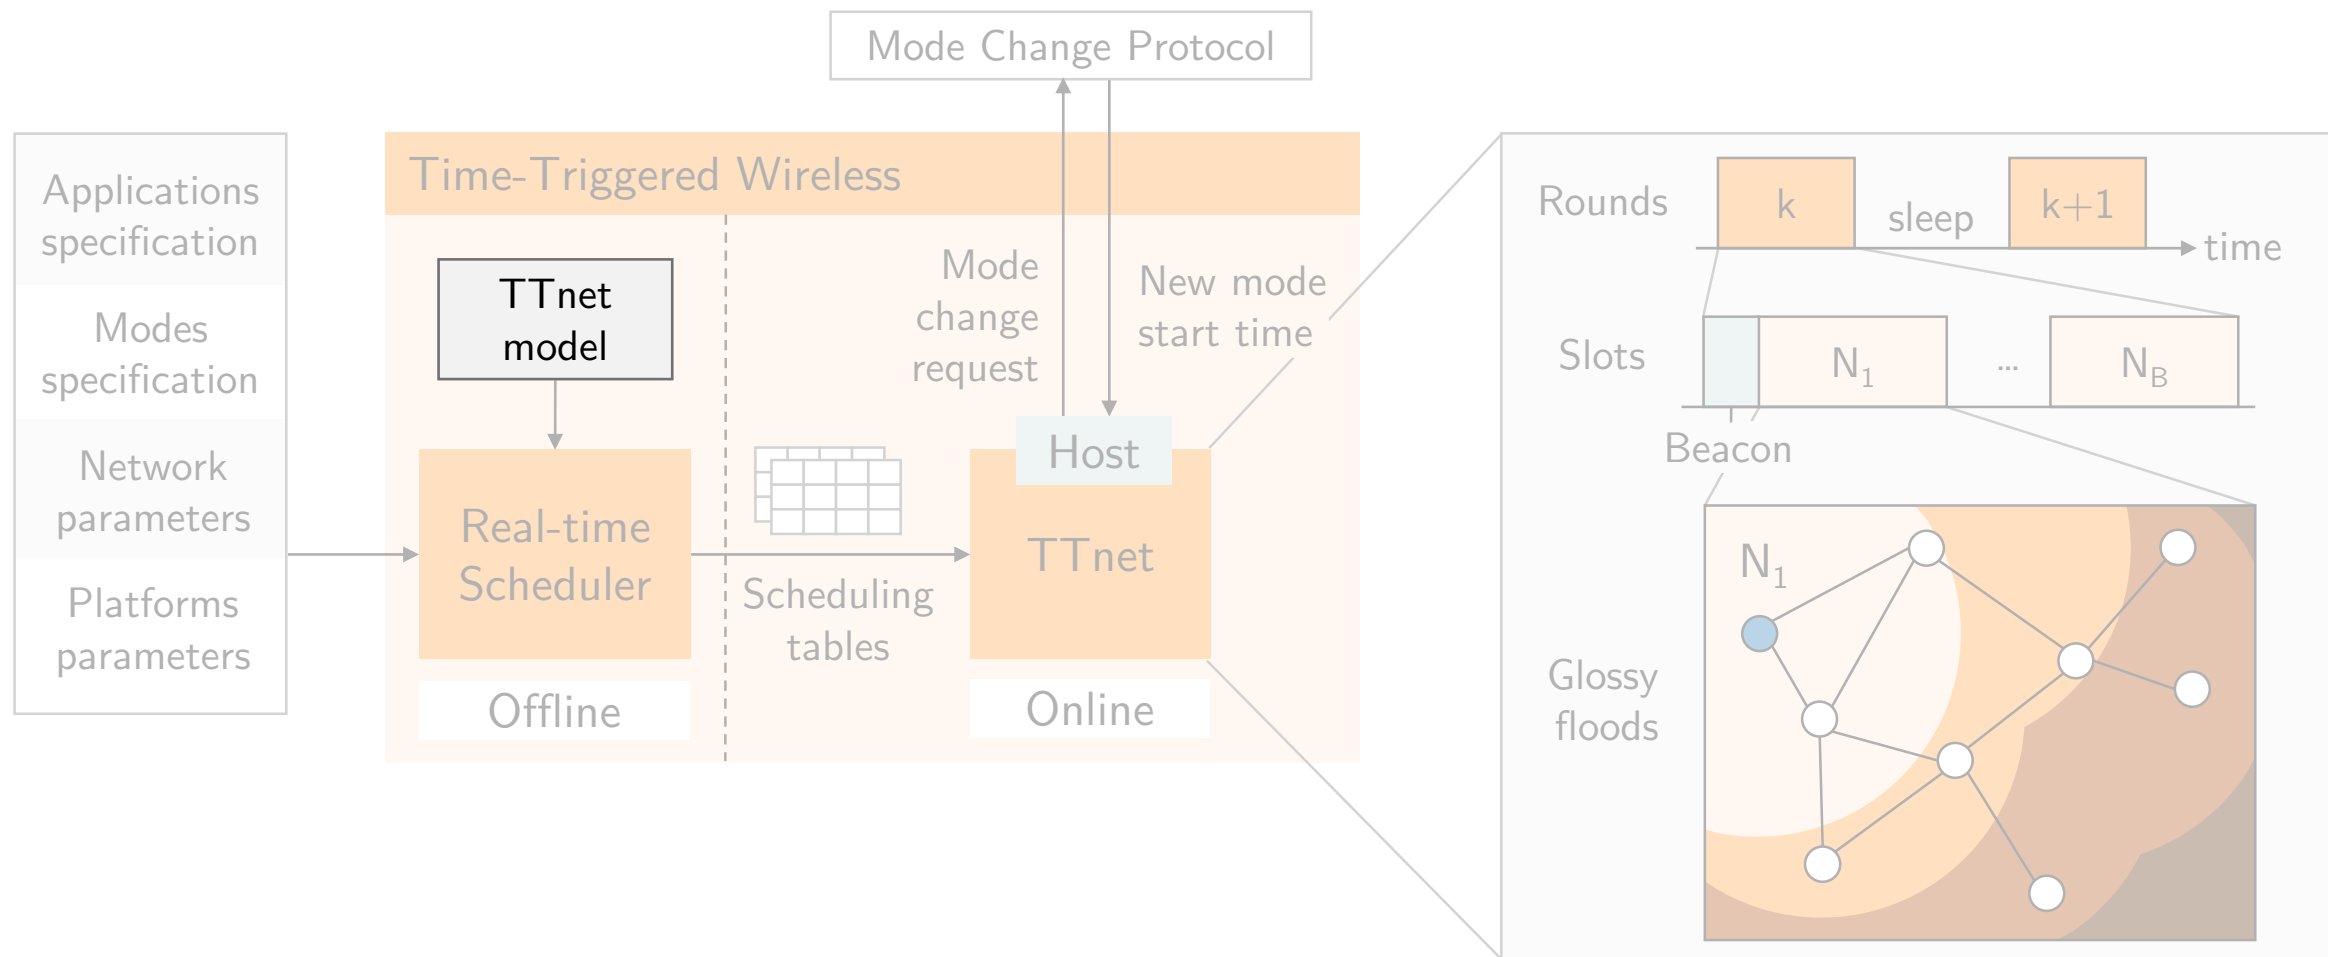 Mode Change Protocol
Applications
specification
Modes
specification
Network
parameters
Platforms
parameters
Time-Triggered Wireless
TTnet
model
Real-time
Scheduler
Offline
Scheduling
tables
Mode
change
request
New mode
start time
Host
TTnet
Online
Rounds
k
sleep
k+1
time
Slots
N₁
...
N_B
Beacon
N₁
Glossy
floods